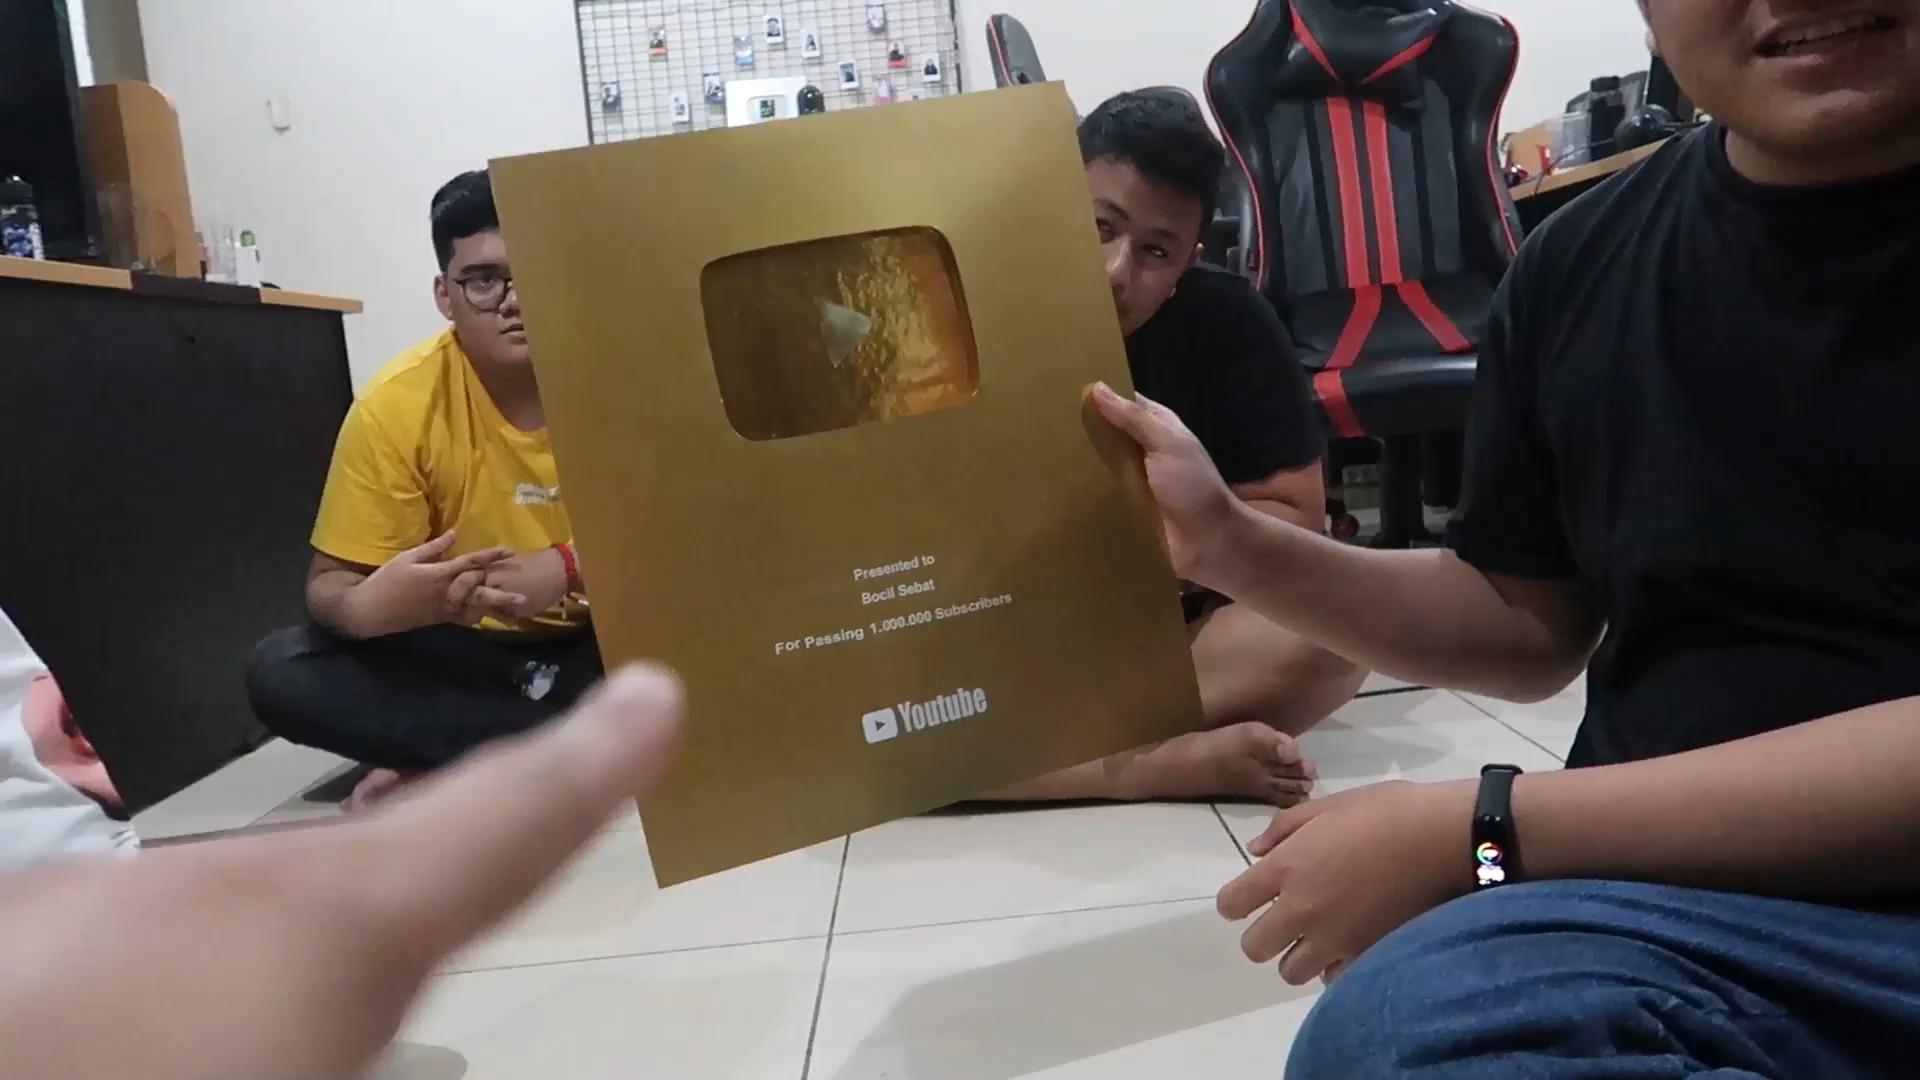 Presented to
Bocil Sebat
For Passing 1.000.000 Subscribers
Youtube